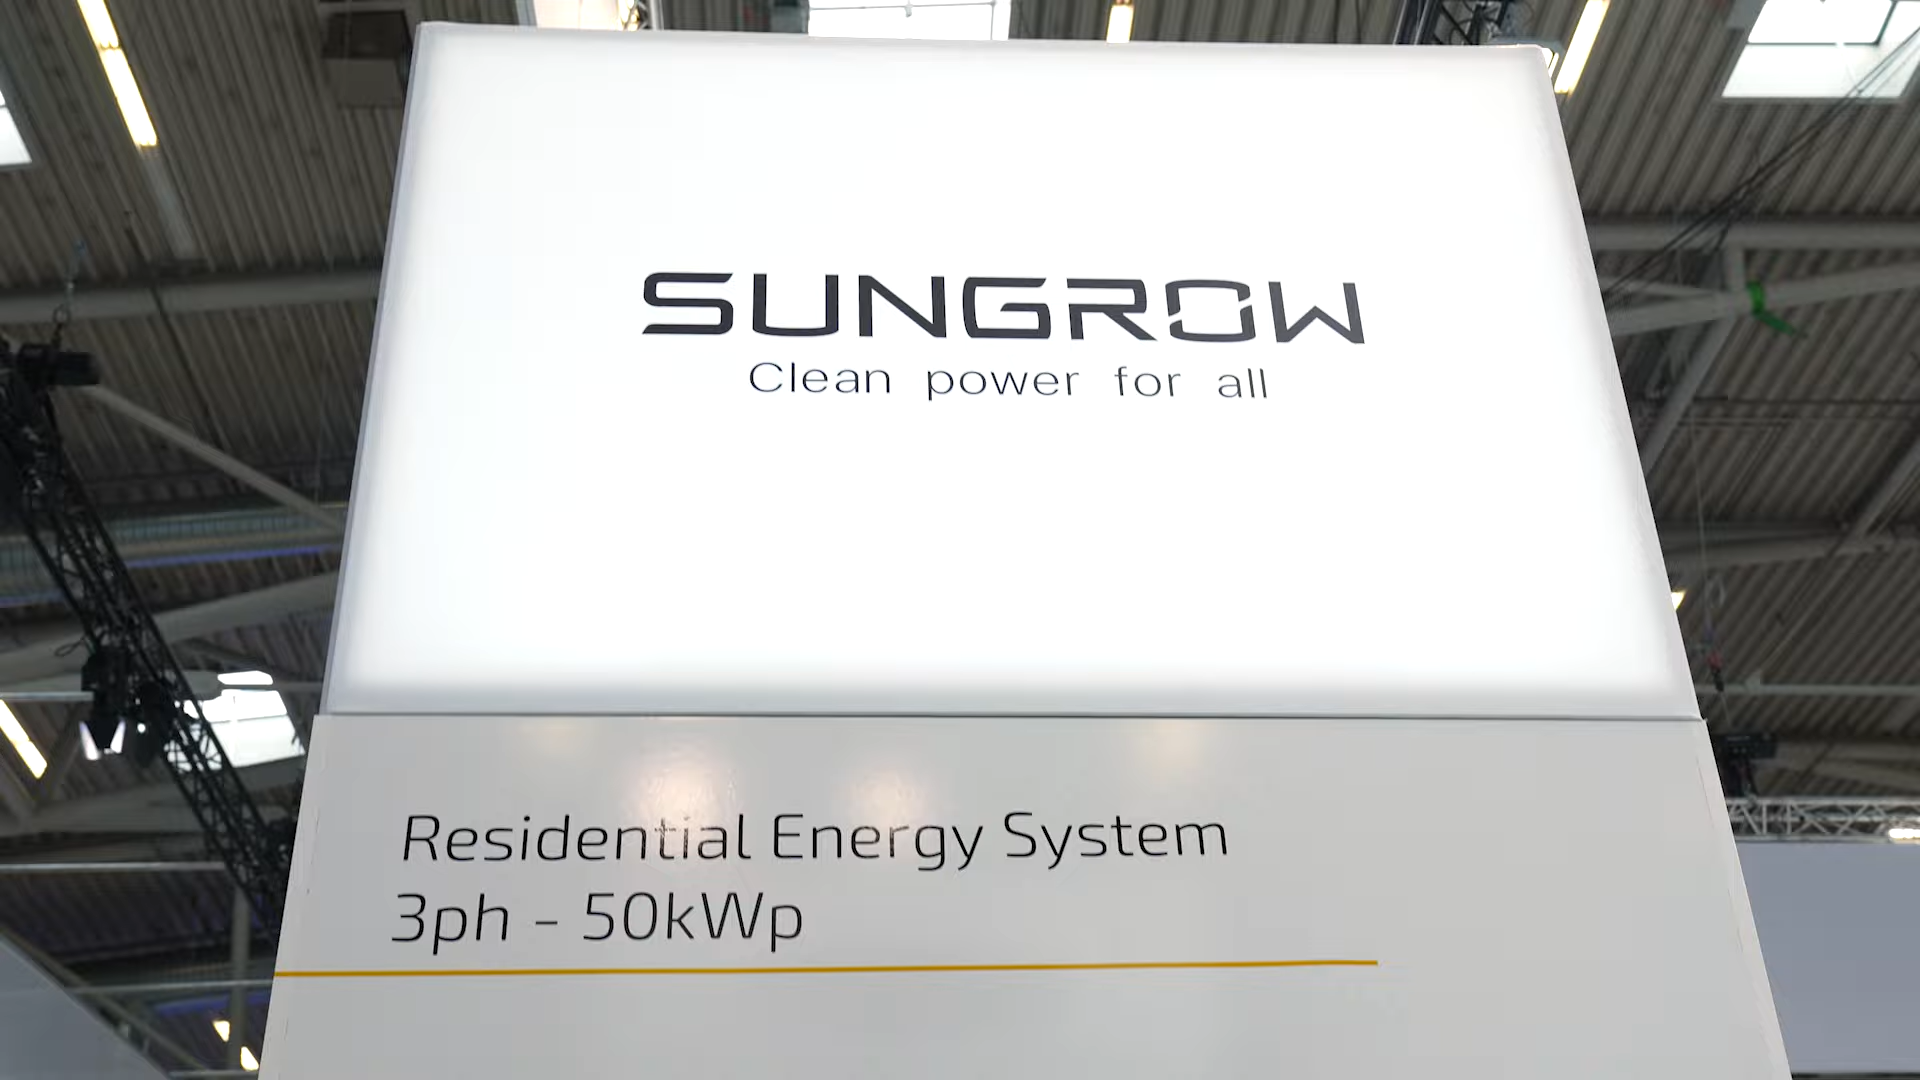 SUNGROW
Clean power for all
Residential Energy System
3ph - 50kWp